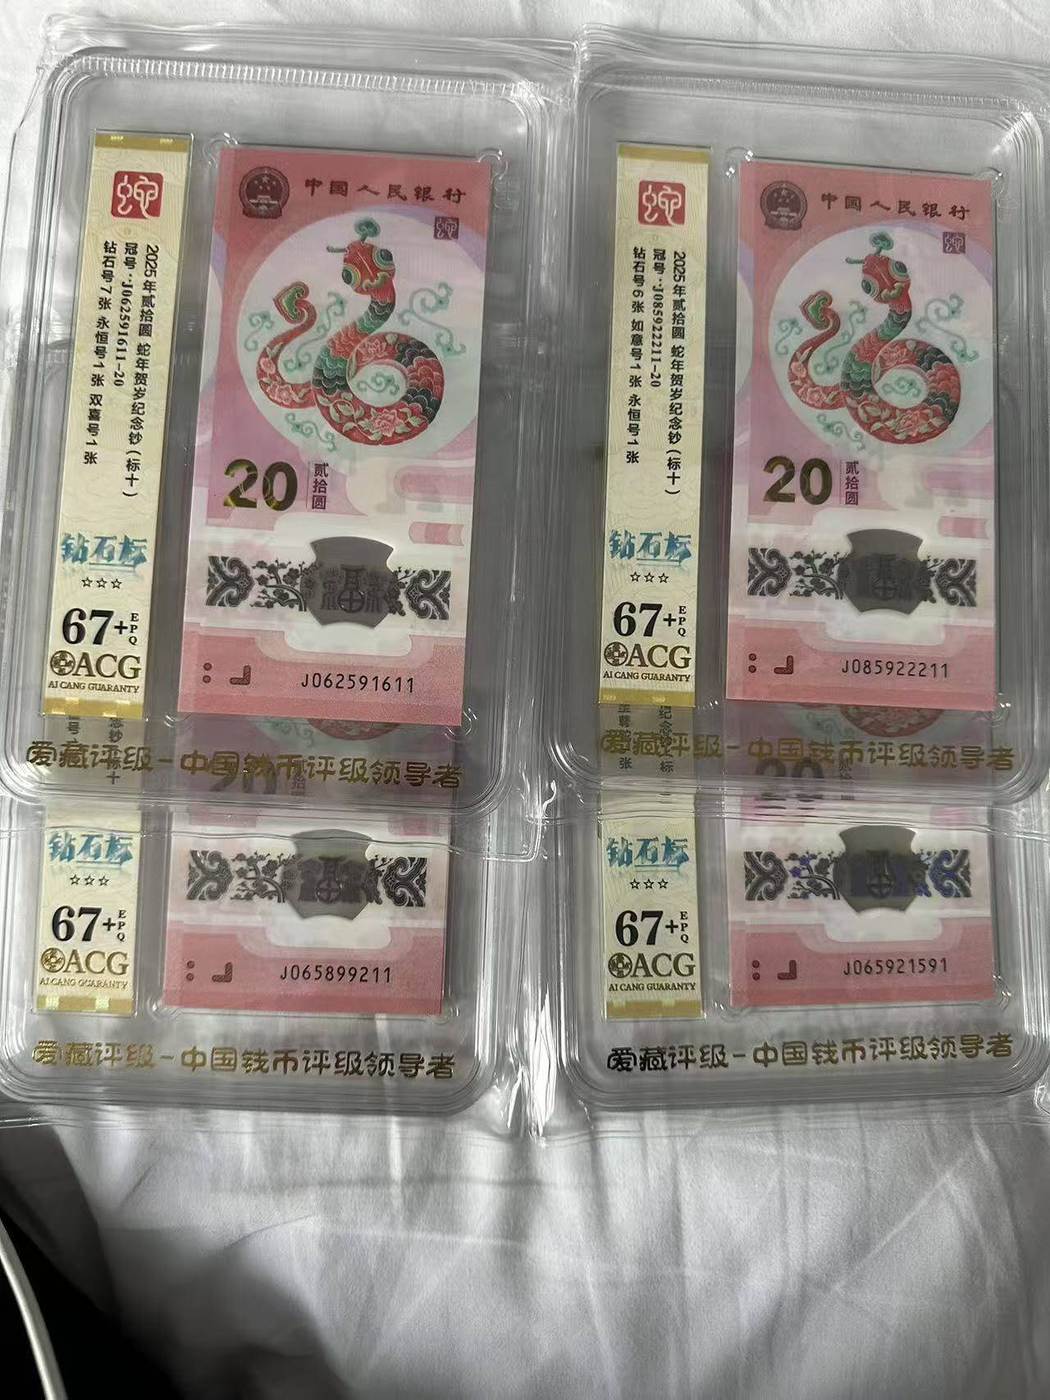 蛇
2025年贰拾圆 蛇年贺岁纪念钞（标十）
冠号：J062591611-20
钻石号7张 永恒号1张 双喜号1张
钻石标
☆☆☆
67+ EPQ
ACG
AI CANG GUARANTY
中国人民银行
蛇
20 贰拾圆
福
J062591611
爱藏评级-中国钱币评级领导者
蛇
2025年贰拾圆 蛇年贺岁纪念钞（标十）
冠号：J085922211-20
钻石号6张 如意号1张 永恒号1张
钻石标
☆☆☆
67+ EPQ
ACG
AI CANG GUARANTY
中国人民银行
蛇
20 贰拾圆
福
J085922211
爱藏评级-中国钱币评级领导者
钻石标
☆☆☆
67+ EPQ
ACG
AI CANG GUARANTY
20
福
J065899211
爱藏评级-中国钱币评级领导者
钻石标
☆☆☆
67+ EPQ
ACG
AI CANG GUARANTY
20
福
J065921591
爱藏评级-中国钱币评级领导者